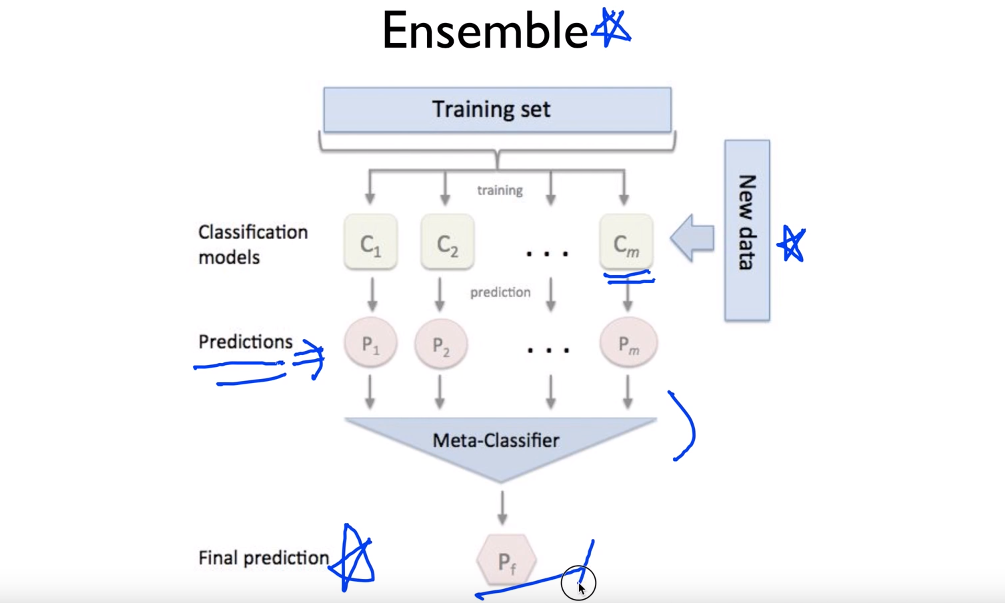 Ensemble
Training set
training
Classification
models
C1
C2
. . .
Cm
New data
prediction
Predictions
P1
P2
. . .
Pm
Meta-Classifier
Final prediction
Pf